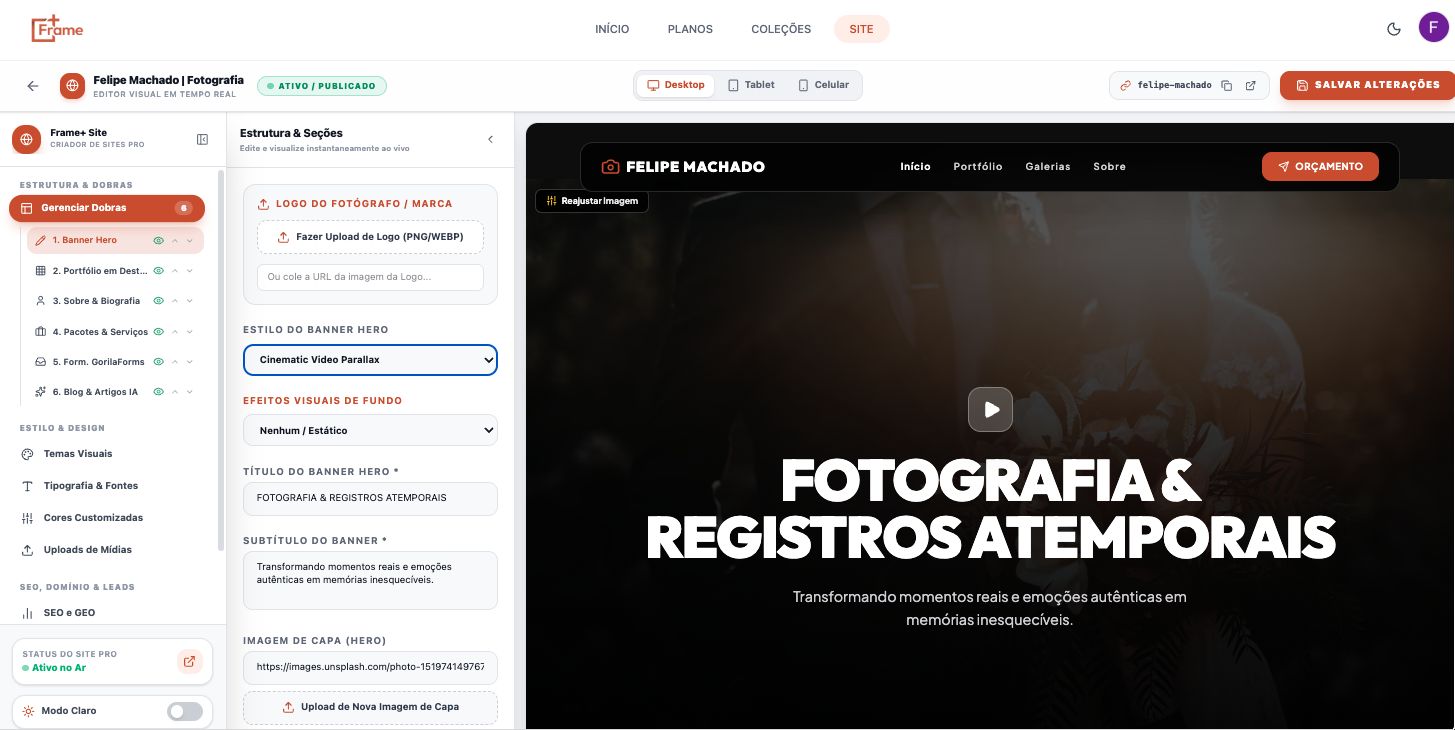 Frame
INÍCIO
PLANOS
COLEÇÕES
SITE
F
Felipe Machado | Fotografia
EDITOR VISUAL EM TEMPO REAL
ATIVO / PUBLICADO
Desktop
Tablet
Celular
felipe-machado
SALVAR ALTERAÇÕES
Frame+ Site
CRIADOR DE SITES PRO
ESTRUTURA & DOBRAS
Gerenciar Dobras
6
1. Banner Hero
2. Portfólio em Dest...
3. Sobre & Biografia
4. Pacotes & Serviços
5. Form. GorilaForms
6. Blog & Artigos IA
ESTILO & DESIGN
Temas Visuais
Tipografia & Fontes
Cores Customizadas
Uploads de Mídias
SEO, DOMÍNIO & LEADS
SEO e GEO
STATUS DO SITE PRO
Ativo no Ar
Modo Claro
Estrutura & Seções
Edite e visualize instantaneamente ao vivo
LOGO DO FOTÓGRAFO / MARCA
Fazer Upload de Logo (PNG/WEBP)
Ou cole a URL da imagem da Logo...
ESTILO DO BANNER HERO
Cinematic Video Parallax
EFEITOS VISUAIS DE FUNDO
Nenhum / Estático
TÍTULO DO BANNER HERO *
FOTOGRAFIA & REGISTROS ATEMPORAIS
SUBTÍTULO DO BANNER *
Transformando momentos reais e emoções
autênticas em memórias inesquecíveis.
IMAGEM DE CAPA (HERO)
https://images.unsplash.com/photo-151974149767
Upload de Nova Imagem de Capa
FELIPE MACHADO
Início
Portfólio
Galerias
Sobre
ORÇAMENTO
Reajustar Imagem
FOTOGRAFIA &
REGISTROS ATEMPORAIS
Transformando momentos reais e emoções autênticas em
memórias inesquecíveis.